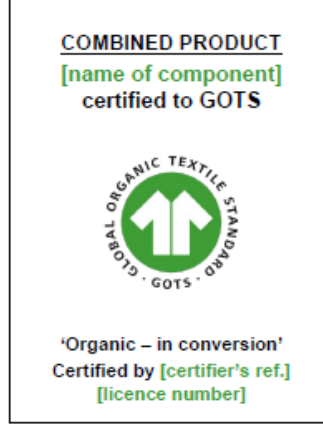 COMBINED PRODUCT
[name of component]
certified to GOTS
GLOBAL ORGANIC TEXTILE STANDARD · GOTS ·
‘Organic – in conversion’
Certified by [certifier’s ref.]
[licence number]